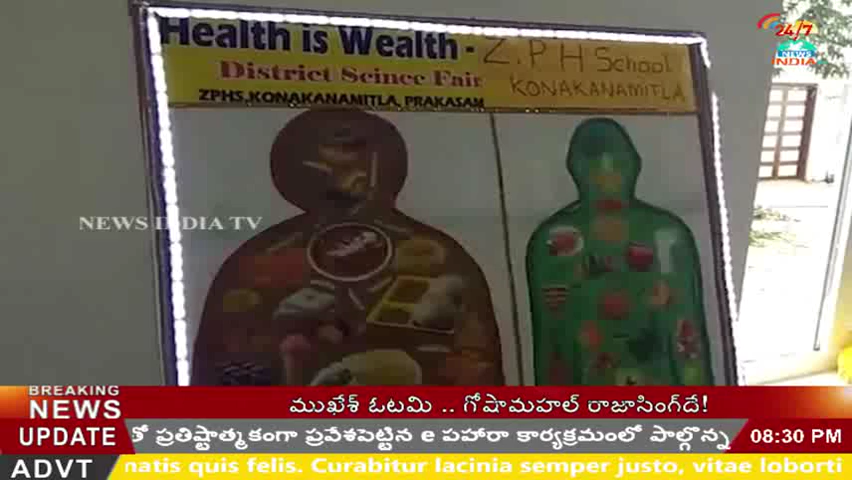 Health is Wealth -
Z.P.H School
District Scince Fair
KONAKANAMITLA
ZPHS,KONAKANAMITLA, PRAKASAM
24/7
NEWS
INDIA
NEWS INDIA TV
BREAKING
NEWS
UPDATE
ముఖేశ్ ఓటమి .. గోషామహల్ రాజాసింగ్‌దే!
తో ప్రతిష్టాత్మకంగా ప్రవేశపెట్టిన e పహారా కార్యక్రమంలో పాల్గొన్న
08:30 PM
ADVT
natis quis felis. Curabitur lacinia semper justo, vitae loborti